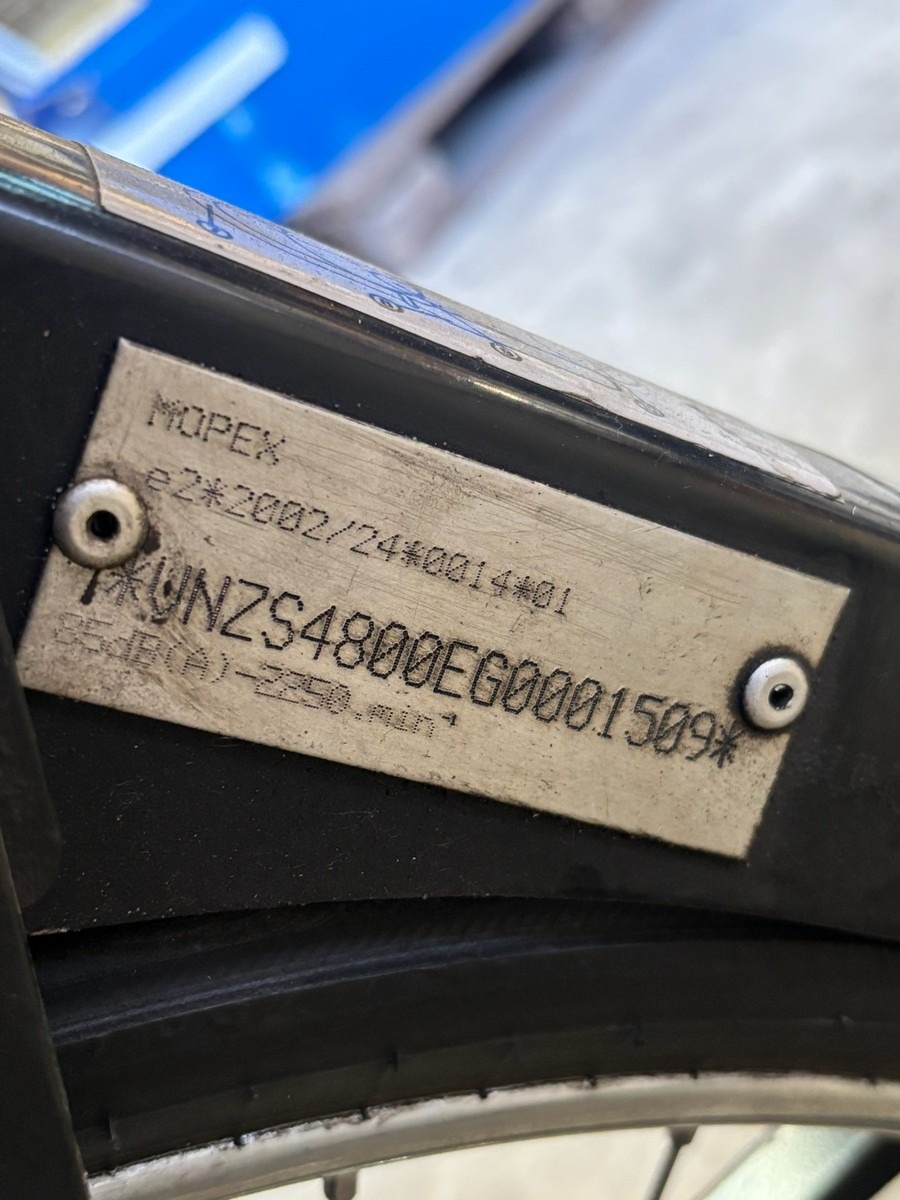 MOPEX
e2*2002/24*0014*01
*VNZS4800EG0001509*
85dB(A)-2250.min⁻¹